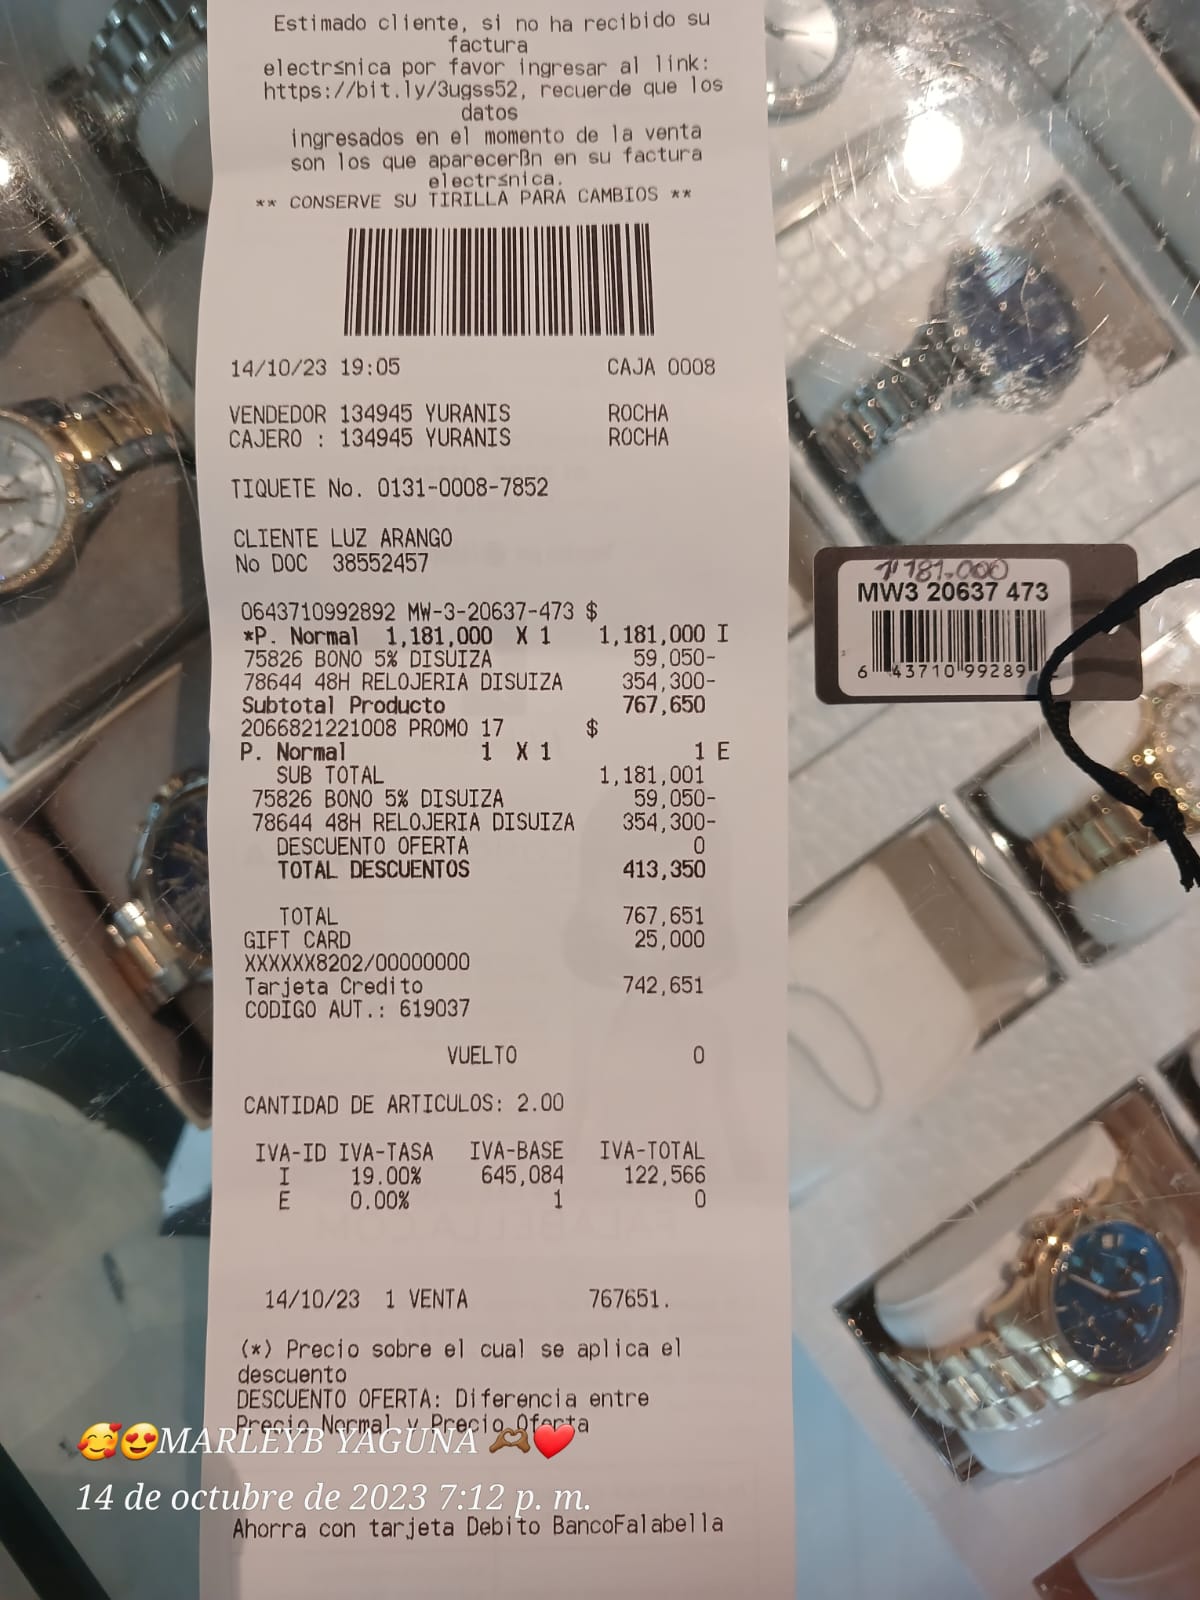 Estimado cliente, si no ha recibido su
factura
electr≤nica por favor ingresar al link:
https://bit.ly/3ugss52, recuerde que los
datos
ingresados en el momento de la venta
son los que aparecerßn en su factura
electr≤nica.
** CONSERVE SU TIRILLA PARA CAMBIOS **
14/10/23 19:05 CAJA 0008
VENDEDOR 134945 YURANIS ROCHA
CAJERO : 134945 YURANIS ROCHA
TIQUETE No. 0131-0008-7852
CLIENTE LUZ ARANGO
No DOC 38552457
0643710992892 MW-3-20637-473 $
*P. Normal 1,181,000 X 1 1,181,000 I
75826 BONO 5% DISUIZA 59,050-
78644 48H RELOJERIA DISUIZA 354,300-
Subtotal Producto 767,650
2066821221008 PROMO 17 $
P. Normal 1 X 1 1 E
SUB TOTAL 1,181,001
75826 BONO 5% DISUIZA 59,050-
78644 48H RELOJERIA DISUIZA 354,300-
DESCUENTO OFERTA 0
TOTAL DESCUENTOS 413,350
TOTAL 767,651
GIFT CARD 25,000
XXXXXX8202/00000000
Tarjeta Credito 742,651
CODIGO AUT.: 619037
VUELTO 0
CANTIDAD DE ARTICULOS: 2.00
IVA-ID IVA-TASA IVA-BASE IVA-TOTAL
I 19.00% 645,084 122,566
E 0.00% 1 0
14/10/23 1 VENTA 767651.
(*) Precio sobre el cual se aplica el
descuento
DESCUENTO OFERTA: Diferencia entre
Precio Normal y Precio Oferta
🥰😍MARLEYB YAGUNA 🫶🏾❤️
14 de octubre de 2023 7:12 p. m.
Ahorra con tarjeta Debito BancoFalabella
1'181.000
MW3 20637 473
6 43710 99289